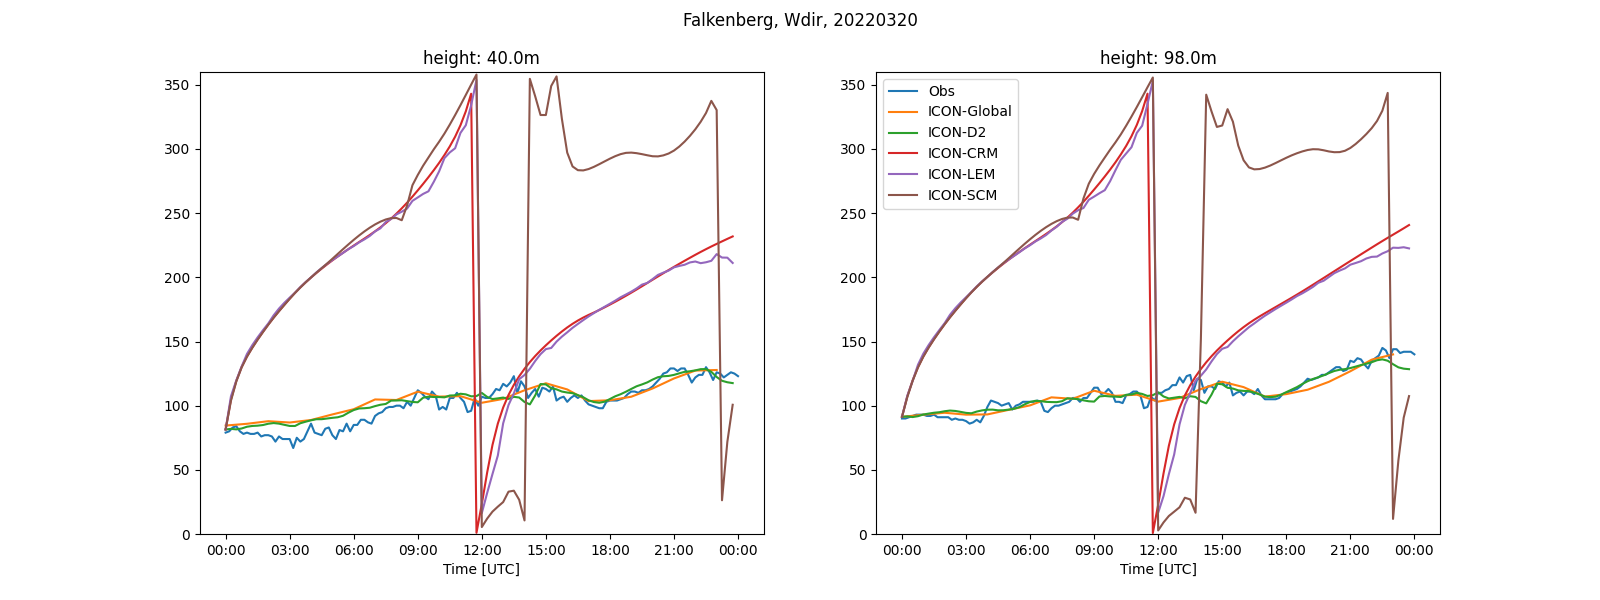 Falkenberg, Wdir, 20220320
height: 40.0m
350
300
250
200
150
100
50
0
00:00 03:00 06:00 09:00 12:00 15:00 18:00 21:00 00:00
Time [UTC]
height: 98.0m
Obs
ICON-Global
ICON-D2
ICON-CRM
ICON-LEM
ICON-SCM
350
300
250
200
150
100
50
0
00:00 03:00 06:00 09:00 12:00 15:00 18:00 21:00 00:00
Time [UTC]